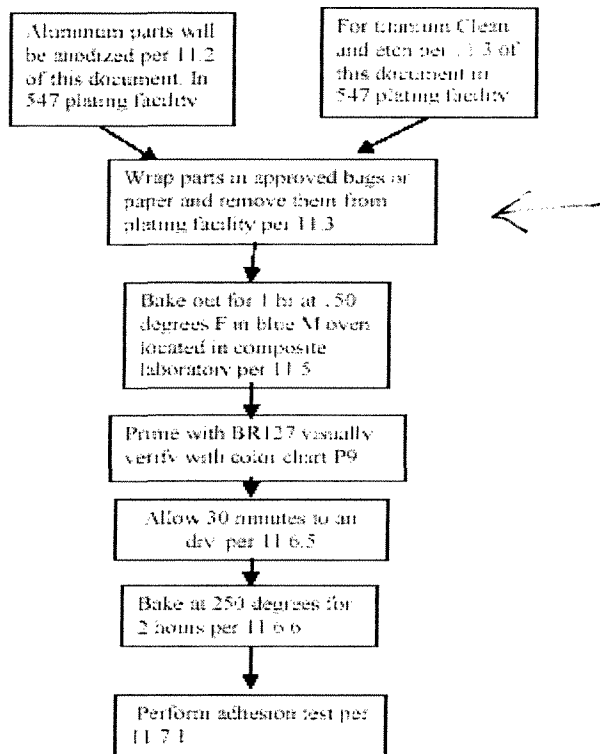 Aluminum parts will
be anodized per 11.2
of this document. In
547 plating facility
For titanium Clean
and etch per 11.3 of
this document in
547 plating facility
Wrap parts in approved bags or
paper and remove them from
plating facility per 11.3
Bake out for 1 hr at
degrees F in blue M oven
located in composite
laboratory per 11.5
Prime with BR127 visually
verify with color chart P9
Allow 30 minutes to
dry per 11.6.5
Bake at 250 degrees for
2 hours per 11.6.6
Perform adhesion test per
11.7.1